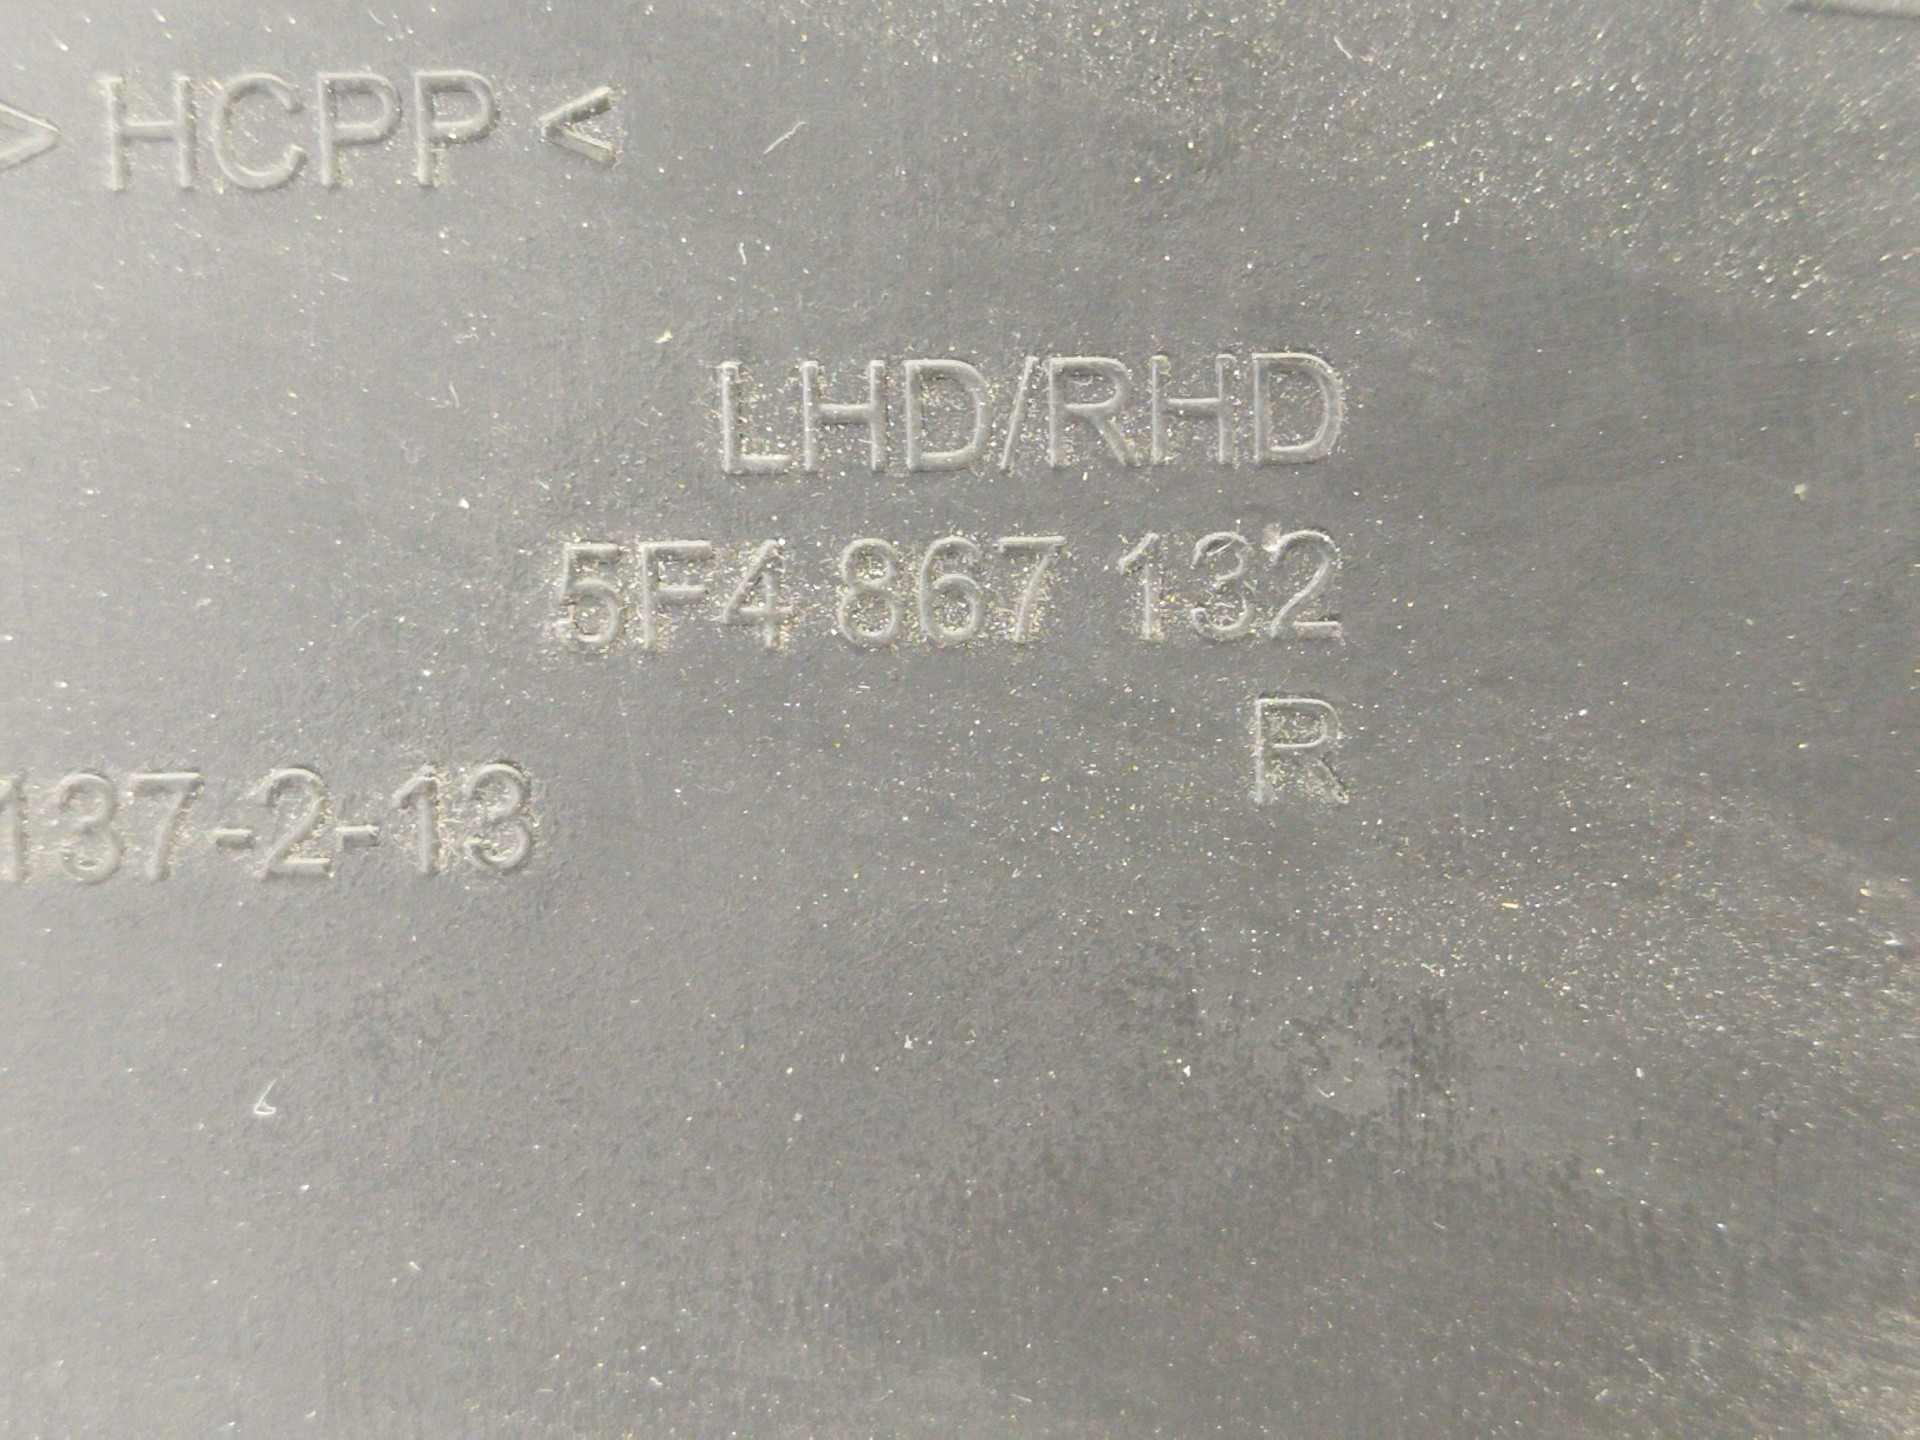 >HCPP<
LHD/RHD
5F4 867 132
R
137-2-13